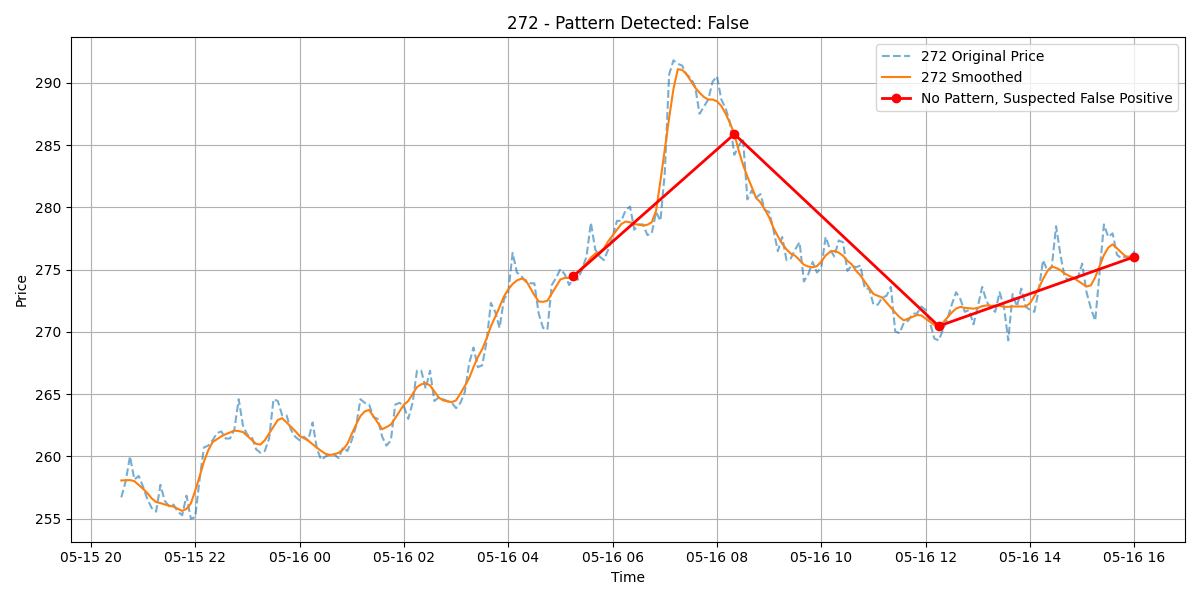 272 - Pattern Detected: False
272 Original Price
272 Smoothed
No Pattern, Suspected False Positive
Price
290
285
280
275
270
265
260
255
05-15 20 05-15 22 05-16 00 05-16 02 05-16 04 05-16 06 05-16 08 05-16 10 05-16 12 05-16 14 05-16 16
Time